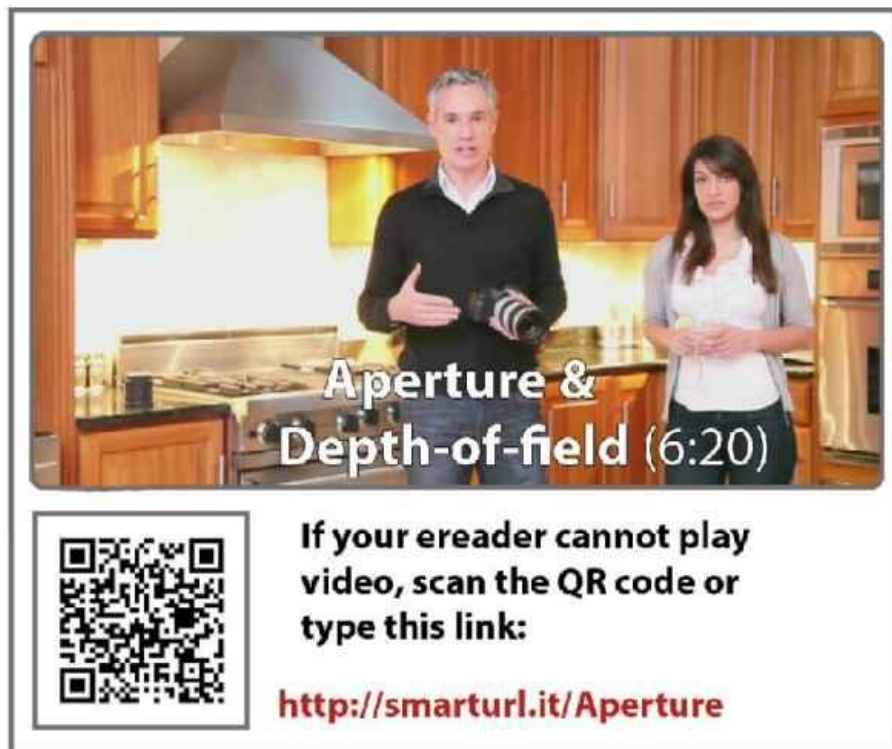 Aperture &
Depth-of-field (6:20)
If your ereader cannot play
video, scan the QR code or
type this link:
http://smarturl.it/Aperture